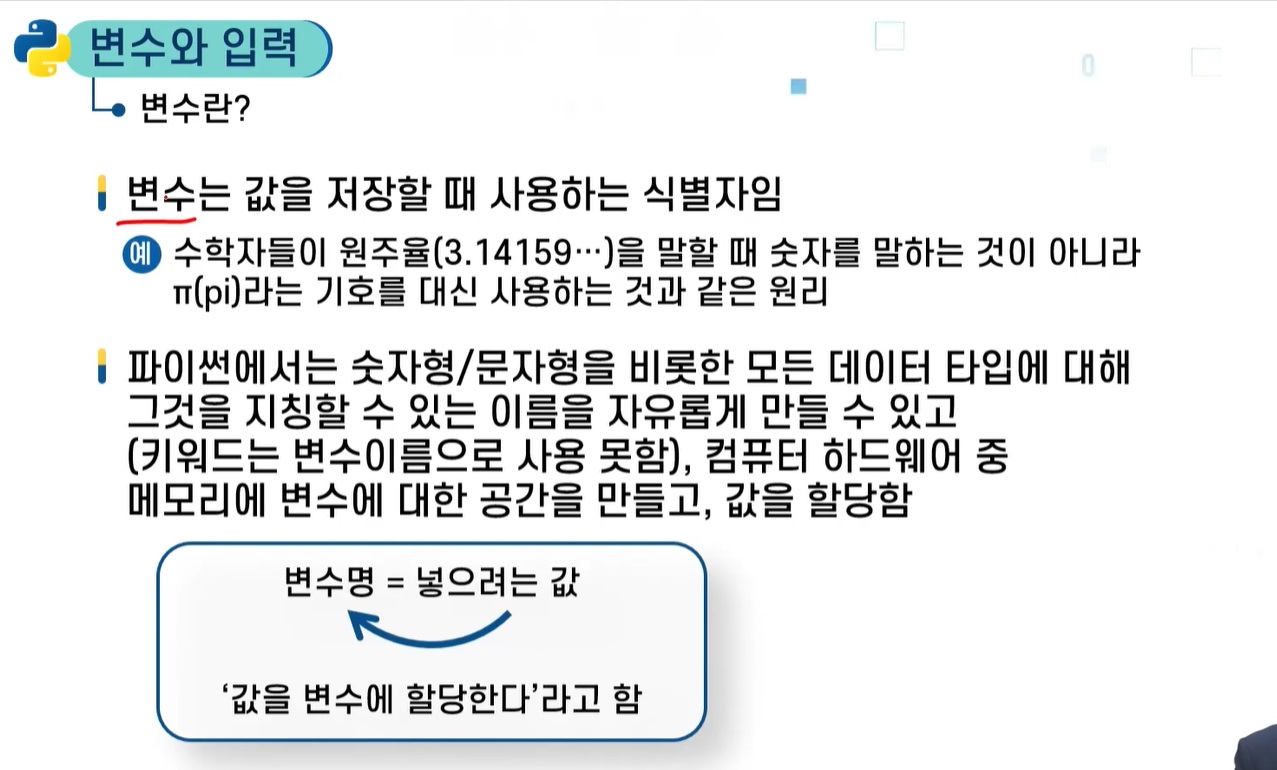 변수와 입력
변수란?
변수는 값을 저장할 때 사용하는 식별자임
예 수학자들이 원주율(3.14159…)을 말할 때 숫자를 말하는 것이 아니라
π(pi)라는 기호를 대신 사용하는 것과 같은 원리
파이썬에서는 숫자형/문자형을 비롯한 모든 데이터 타입에 대해
그것을 지칭할 수 있는 이름을 자유롭게 만들 수 있고
(키워드는 변수이름으로 사용 못함), 컴퓨터 하드웨어 중
메모리에 변수에 대한 공간을 만들고, 값을 할당함
변수명 = 넣으려는 값
‘값을 변수에 할당한다’라고 함